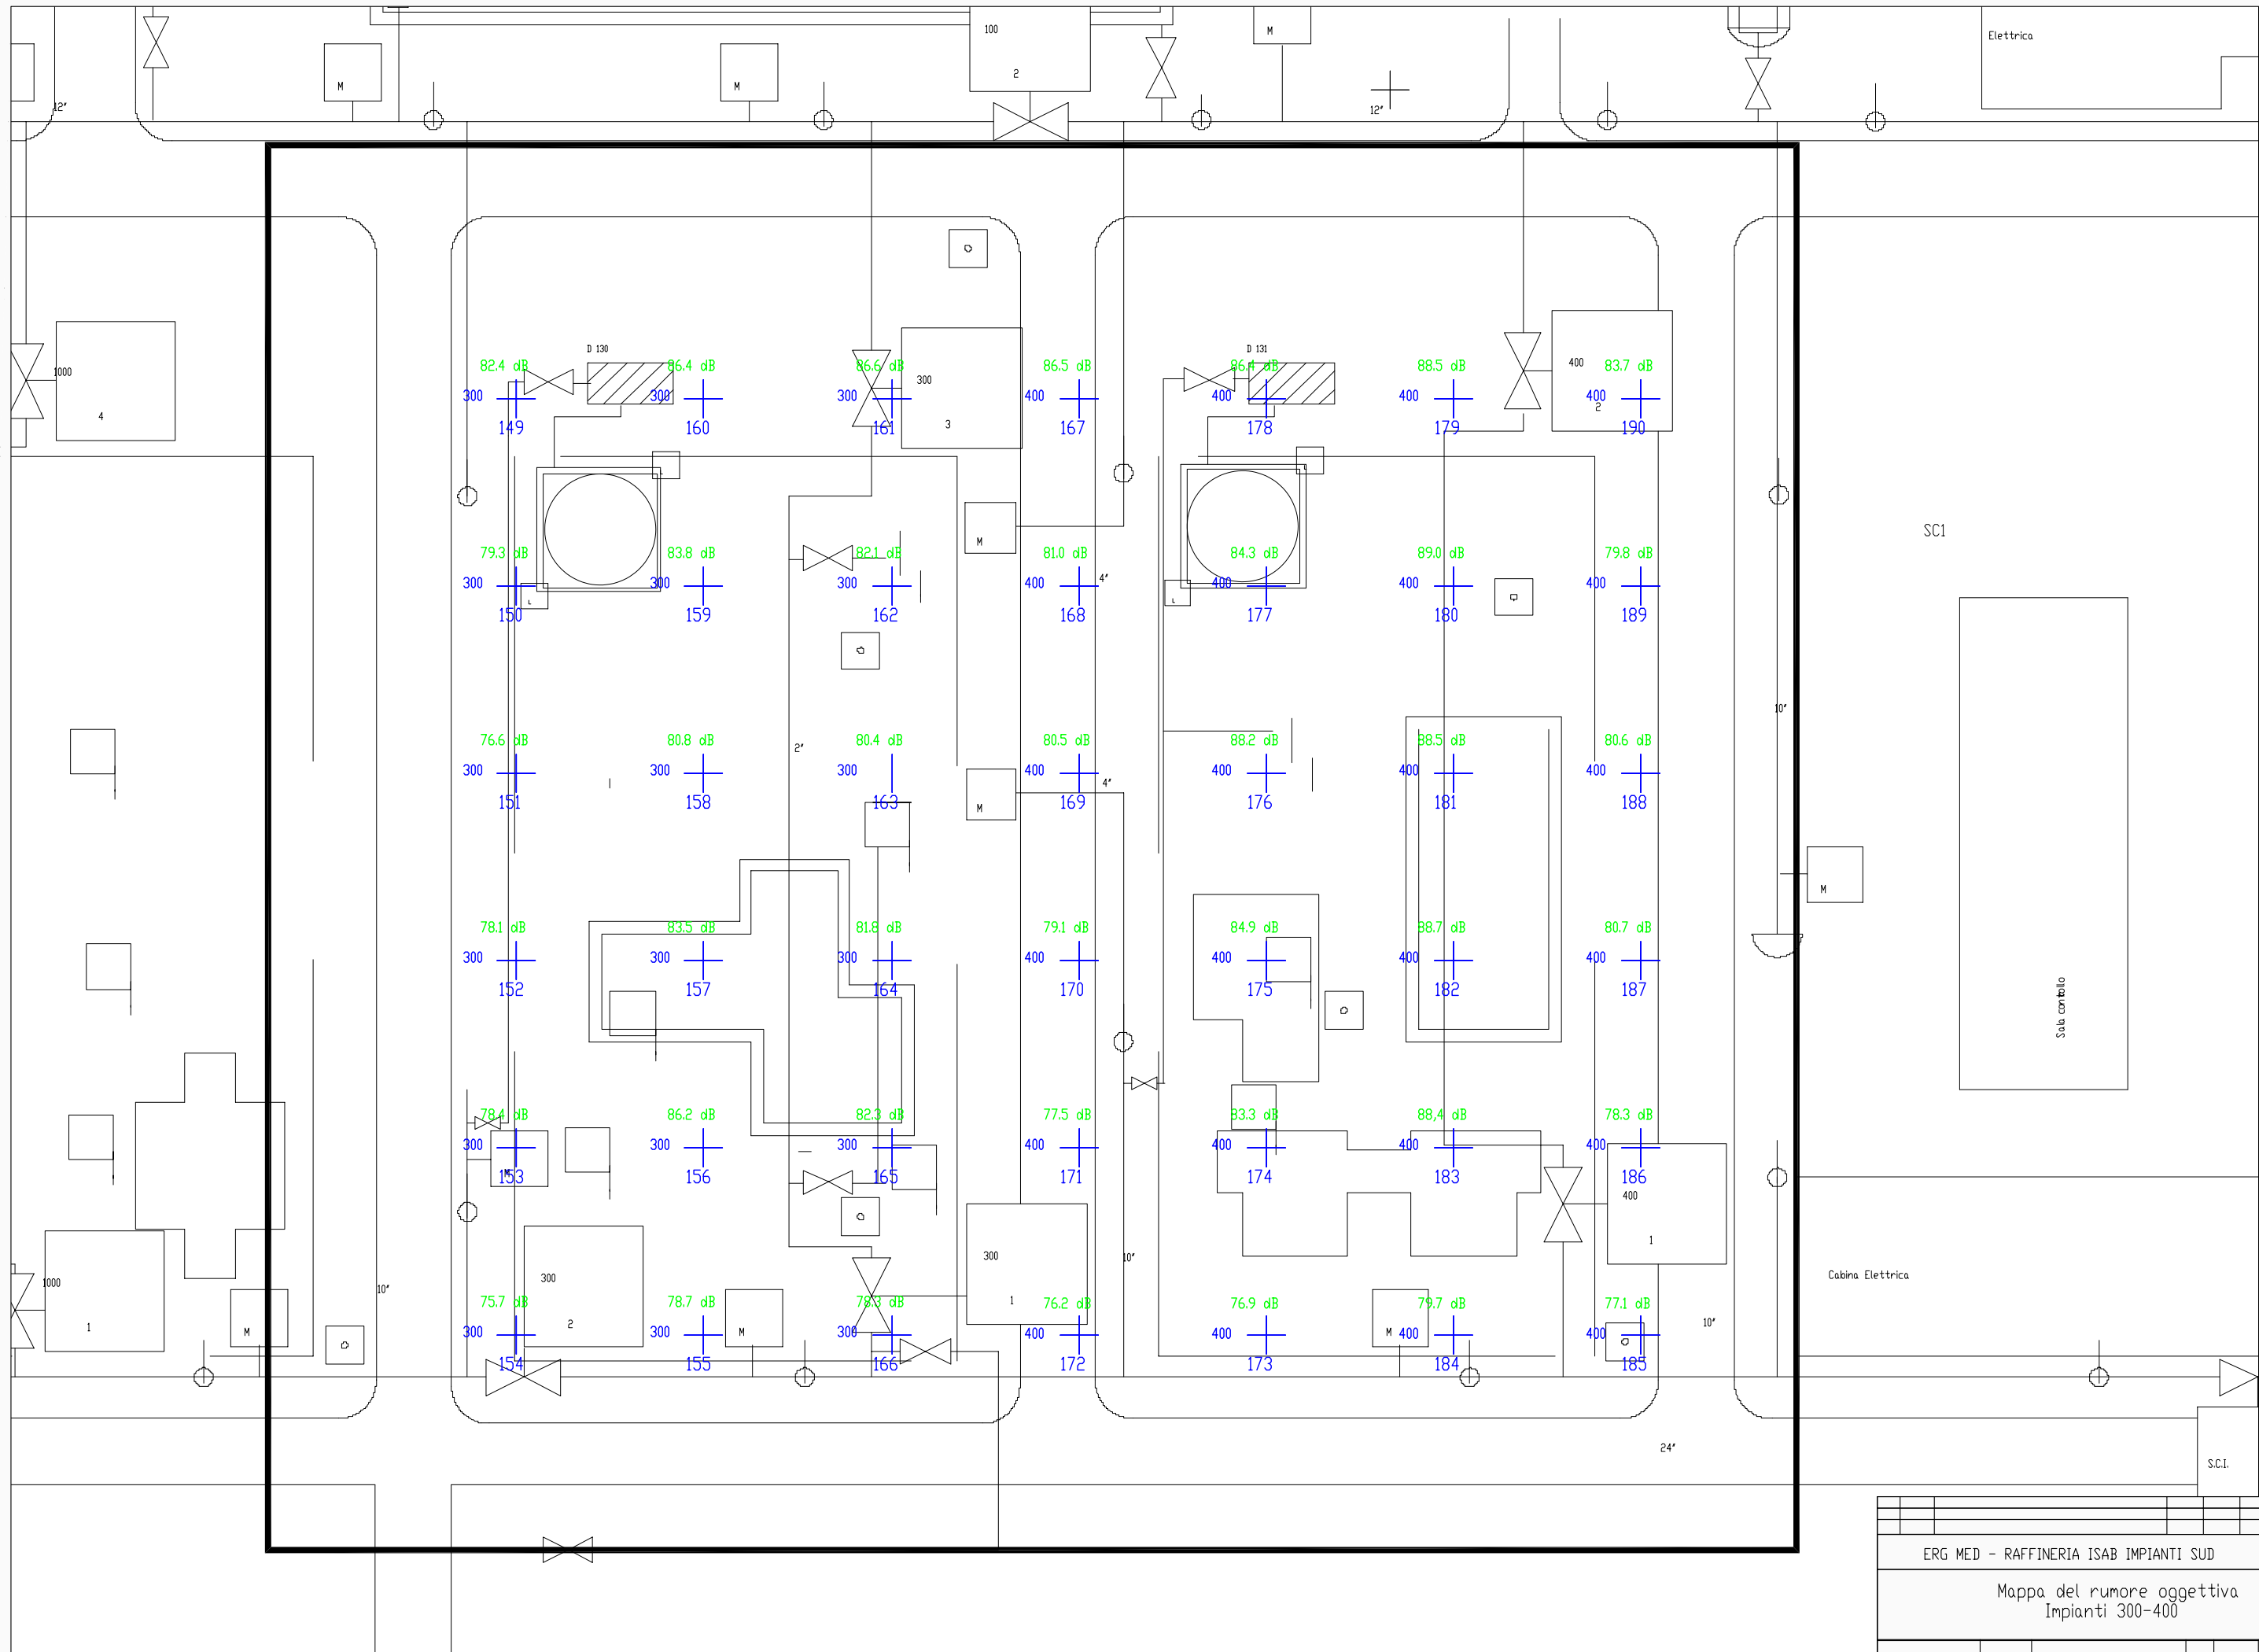 100
2
M
M
M
Elettrica
12"
12"
1000
4
D 130
300
3
D 131
400
2
82.4 dB
86.4 dB
86.6 dB
86.5 dB
86.4 dB
88.5 dB
83.7 dB
300
300
300
400
400
400
400
149
160
161
167
178
179
190
M
SC1
79.3 dB
83.8 dB
82.1 dB
81.0 dB
84.3 dB
89.0 dB
79.8 dB
300
300
300
400
400
400
400
4"
L
L
150
159
162
168
177
180
189
10"
76.6 dB
80.8 dB
2"
80.4 dB
80.5 dB
88.2 dB
88.5 dB
80.6 dB
300
300
300
400
400
400
400
4"
151
158
163
M
169
176
181
188
M
78.1 dB
83.5 dB
81.8 dB
79.1 dB
84.9 dB
88.7 dB
80.7 dB
300
300
300
400
400
400
400
152
157
164
170
175
182
187
Sala contollo
78.4 dB
86.2 dB
82.3 dB
77.5 dB
83.3 dB
88,4 dB
78.3 dB
300
300
300
400
400
400
400
M
153
156
165
171
174
183
186
400
1
300
10"
1000
10"
300
Cabina Elettrica
75.7 dB
78.7 dB
78.3 dB
1
76.2 dB
76.9 dB
79.7 dB
77.1 dB
1
M
2
M
M
10"
300
300
300
400
400
400
400
154
155
166
172
173
184
185
24"
S.C.I.
ERG MED - RAFFINERIA ISAB IMPIANTI SUD
Mappa del rumore oggettiva
Impianti 300-400